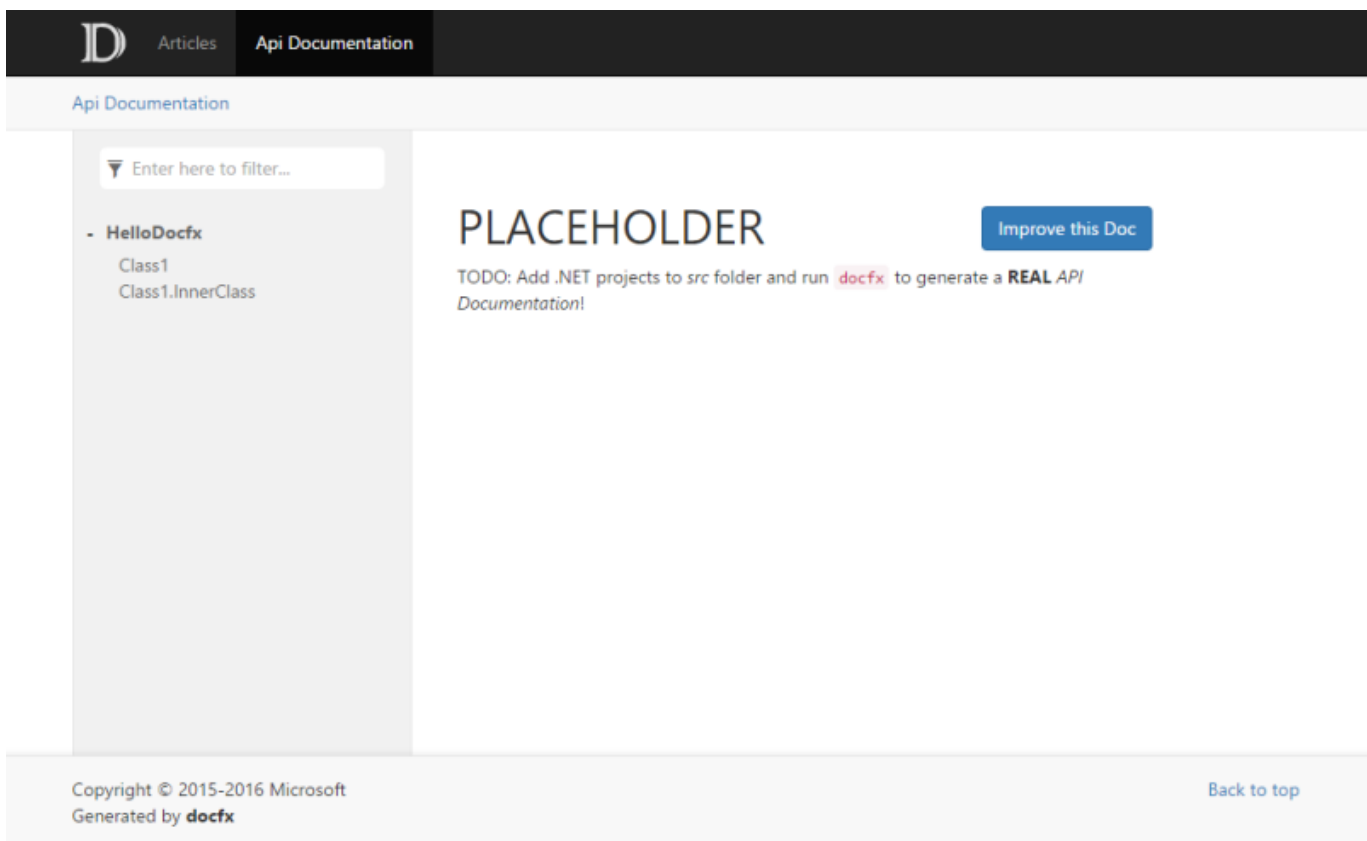 D Articles Api Documentation
Api Documentation
Enter here to filter...
- HelloDocfx
Class1
Class1.InnerClass
PLACEHOLDER
Improve this Doc
TODO: Add .NET projects to src folder and run docfx to generate a REAL API
Documentation!
Copyright © 2015-2016 Microsoft
Generated by docfx
Back to top